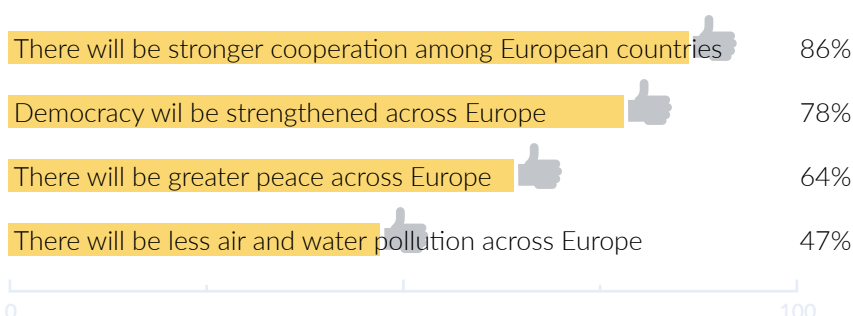 There will be stronger cooperation among European countries 86%
Democracy wil be strengthened across Europe 78%
There will be greater peace across Europe 64%
There will be less air and water pollution across Europe 47%
0 100